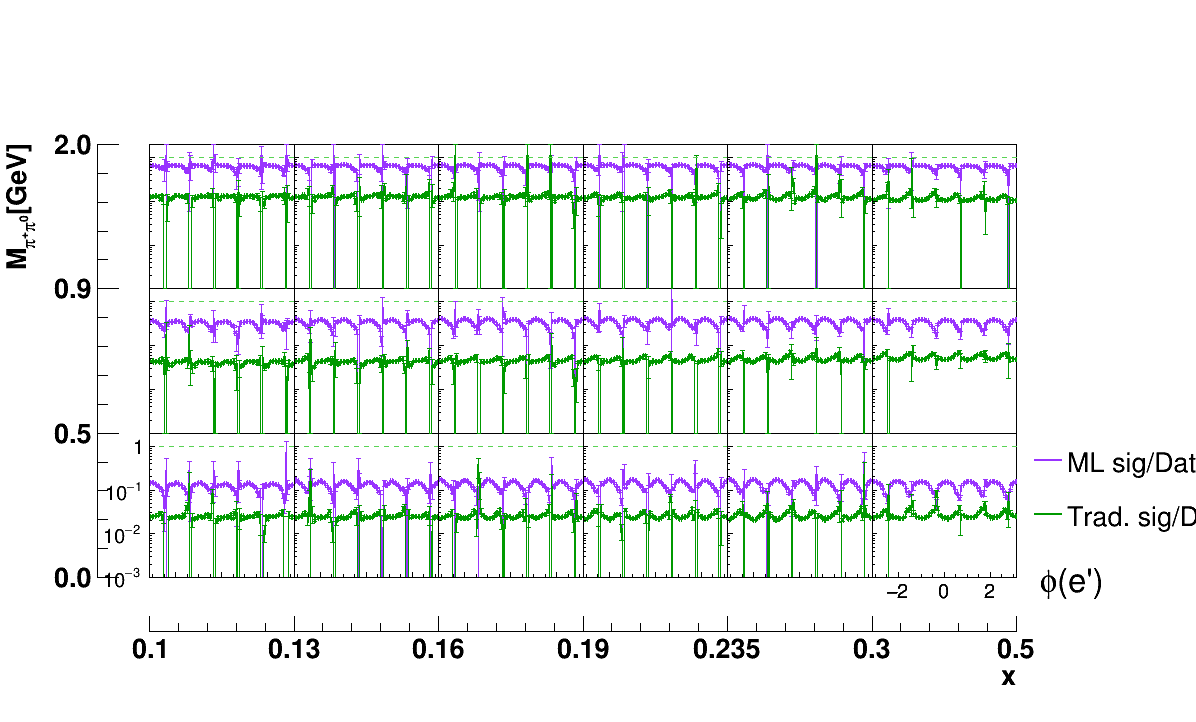 M_{π⁺π⁰}[GeV]
2.0
0.9
0.5
0.0
1
10⁻¹
10⁻²
10⁻³
ML sig/Dat
Trad. sig/D
−2 0 2
ϕ(e')
0.1 0.13 0.16 0.19 0.235 0.3 0.5
x